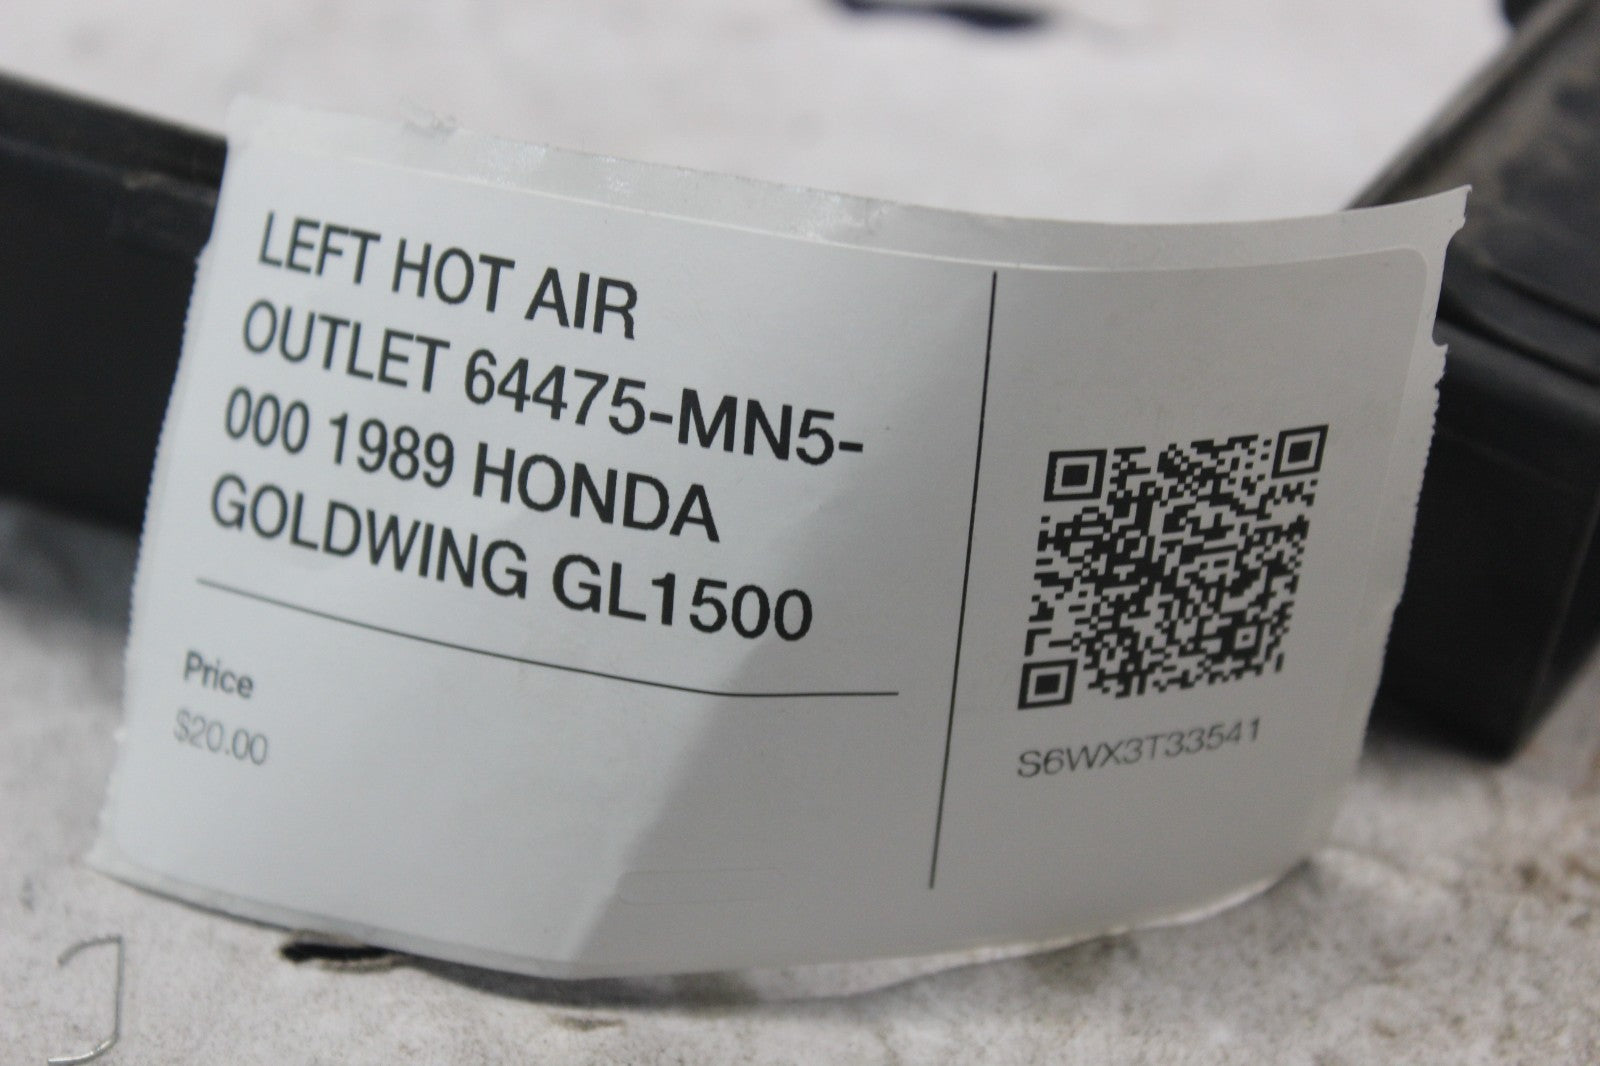 LEFT HOT AIR
OUTLET 64475-MN5-
000 1989 HONDA
GOLDWING GL1500
Price
$20.00
S6WX3T33541